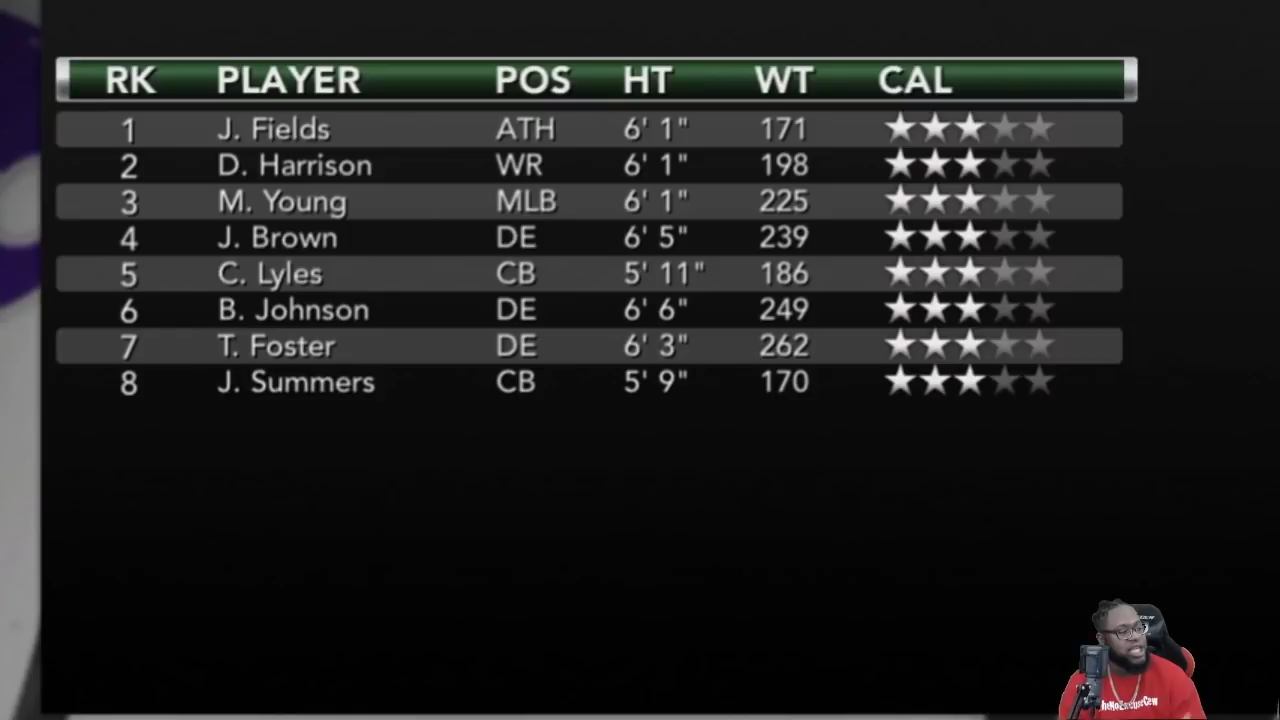 RK PLAYER POS HT WT CAL
1 J. Fields ATH 6' 1" 171
2 D. Harrison WR 6' 1" 198
3 M. Young MLB 6' 1" 225
4 J. Brown DE 6' 5" 239
5 C. Lyles CB 5' 11" 186
6 B. Johnson DE 6' 6" 249
7 T. Foster DE 6' 3" 262
8 J. Summers CB 5' 9" 170